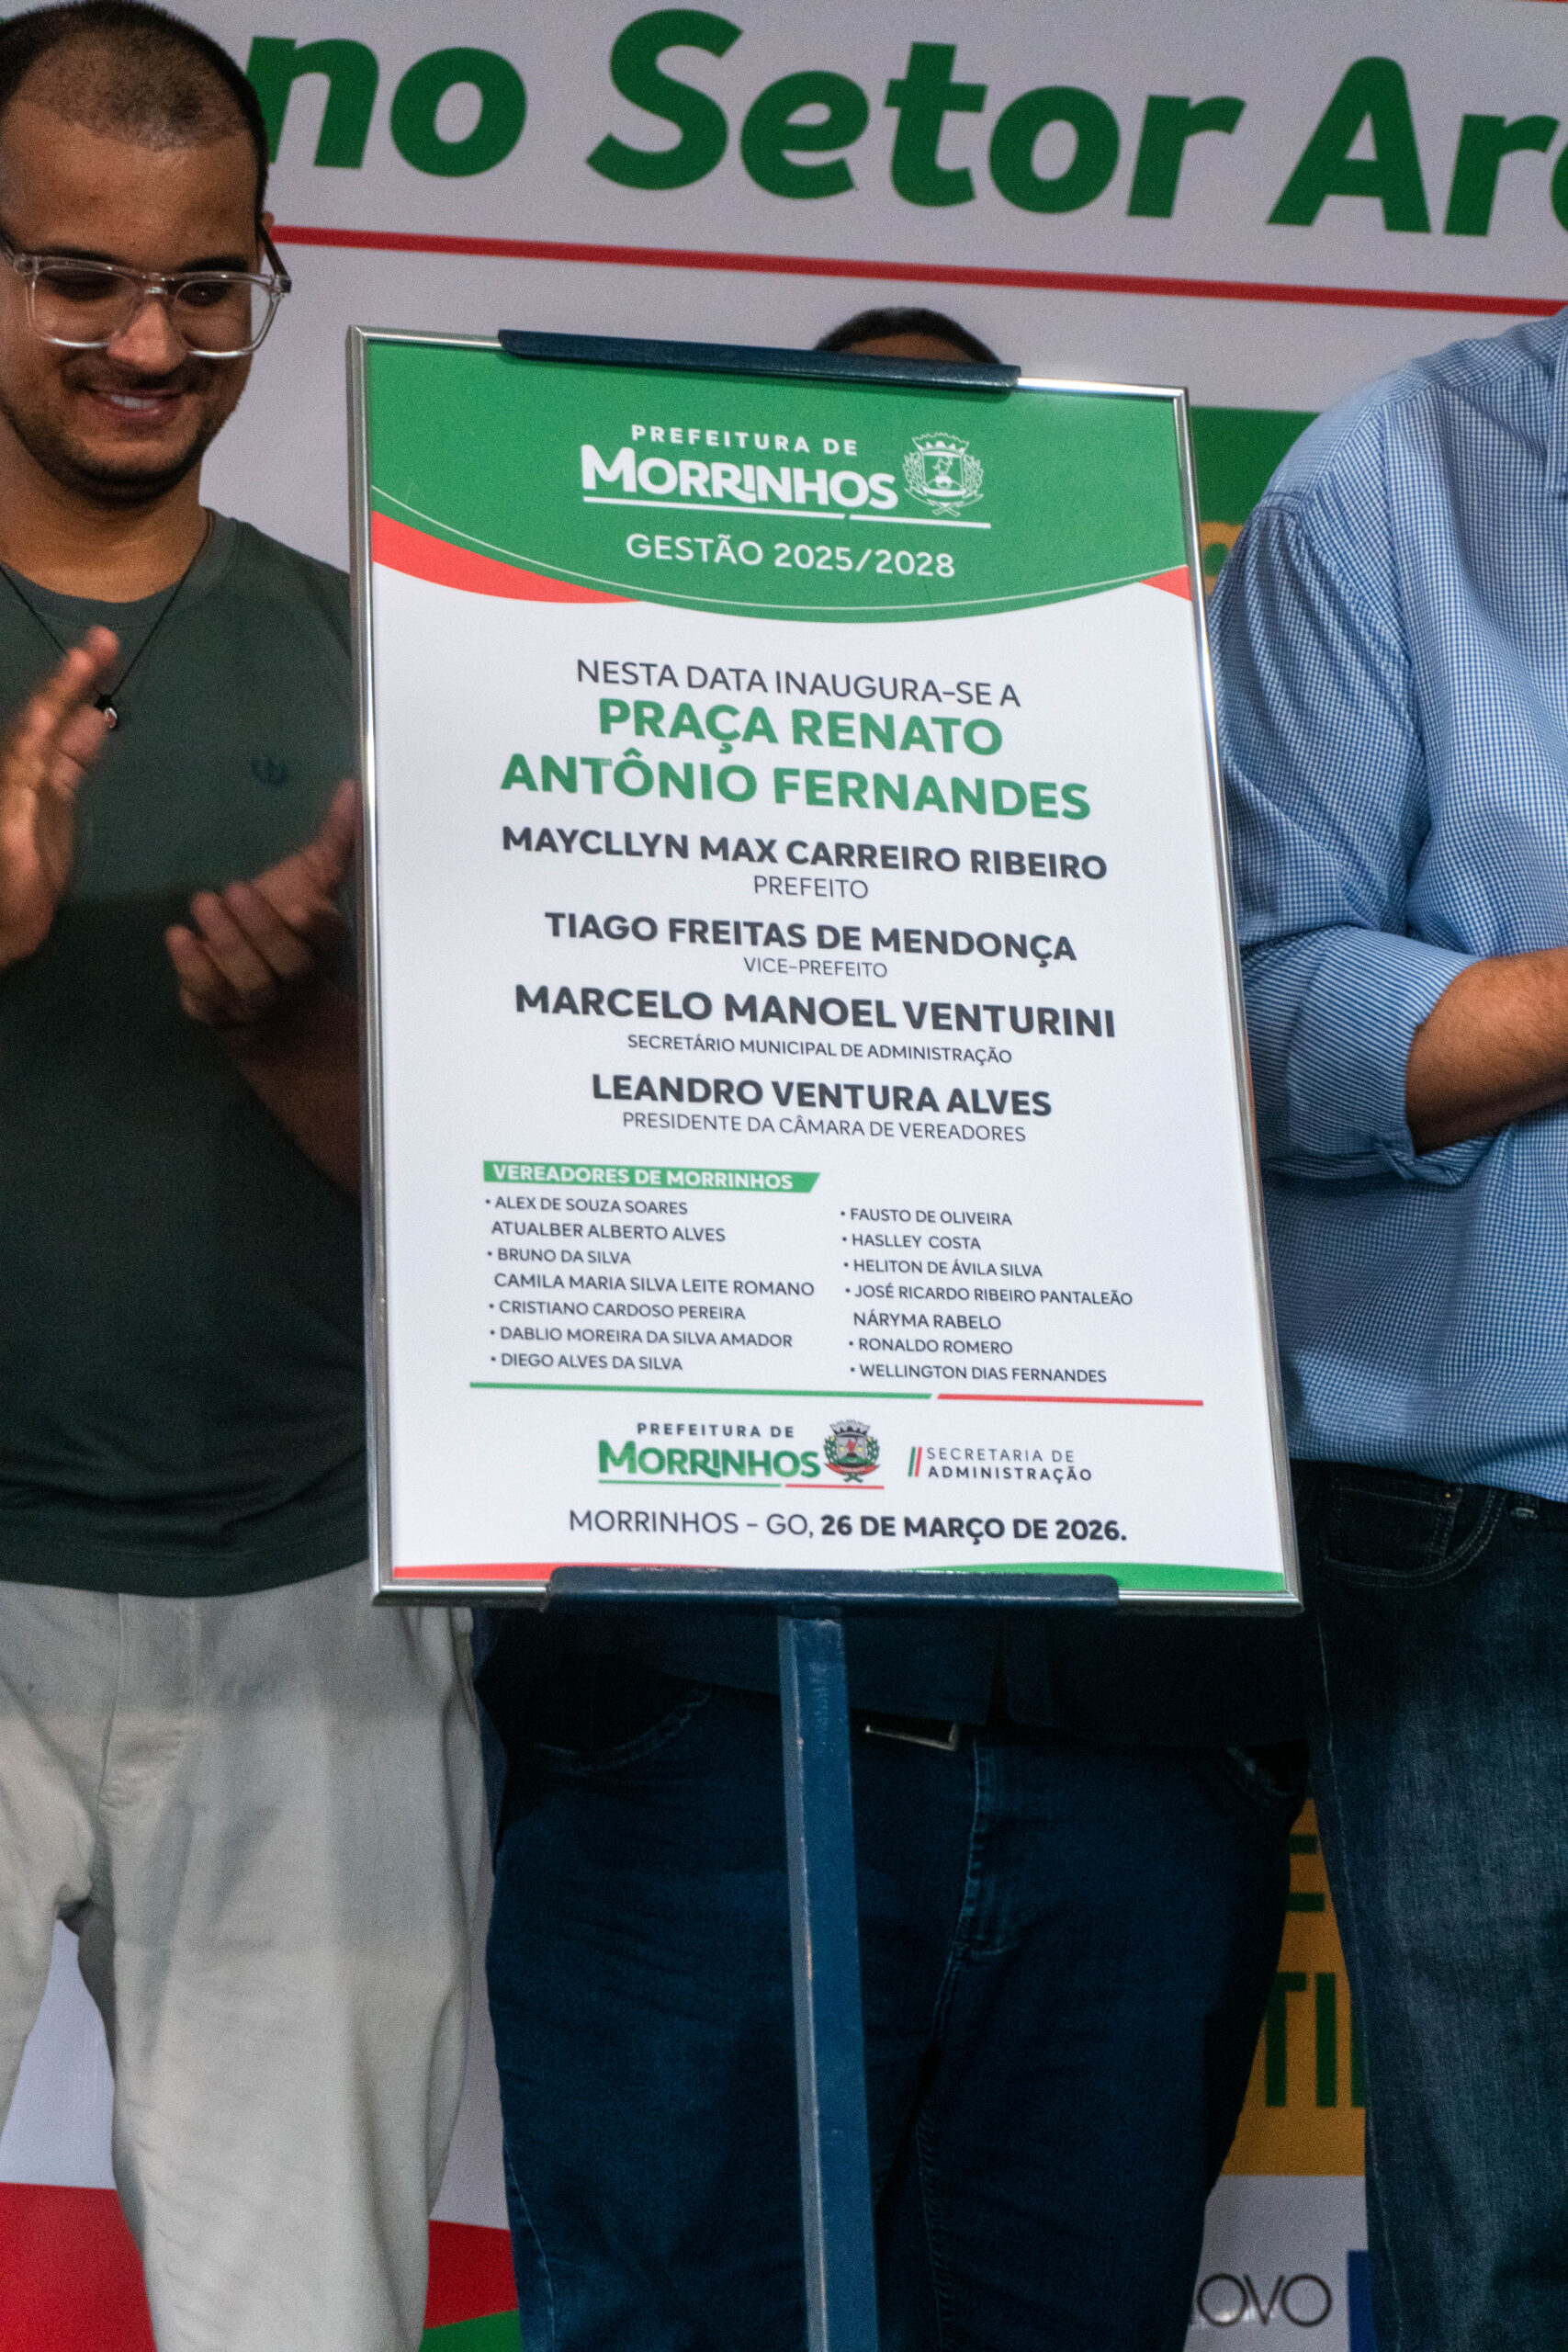 no Setor Ar
PREFEITURA DE
MORRINHOS
GESTÃO 2025/2028
NESTA DATA INAUGURA-SE A
PRAÇA RENATO
ANTÔNIO FERNANDES
MAYCLLYN MAX CARREIRO RIBEIRO
PREFEITO
TIAGO FREITAS DE MENDONÇA
VICE-PREFEITO
MARCELO MANOEL VENTURINI
SECRETÁRIO MUNICIPAL DE ADMINISTRAÇÃO
LEANDRO VENTURA ALVES
PRESIDENTE DA CÂMARA DE VEREADORES
VEREADORES DE MORRINHOS
• ALEX DE SOUZA SOARES
ATUALBER ALBERTO ALVES
• BRUNO DA SILVA
CAMILA MARIA SILVA LEITE ROMANO
• CRISTIANO CARDOSO PEREIRA
• DABLIO MOREIRA DA SILVA AMADOR
• DIEGO ALVES DA SILVA
• FAUSTO DE OLIVEIRA
• HASLLEY COSTA
• HELITON DE ÁVILA SILVA
• JOSÉ RICARDO RIBEIRO PANTALEÃO
NÁRYMA RABELO
• RONALDO ROMERO
• WELLINGTON DIAS FERNANDES
PREFEITURA DE
MORRINHOS
SECRETARIA DE
ADMINISTRAÇÃO
MORRINHOS - GO, 26 DE MARÇO DE 2026.
TI
OVO